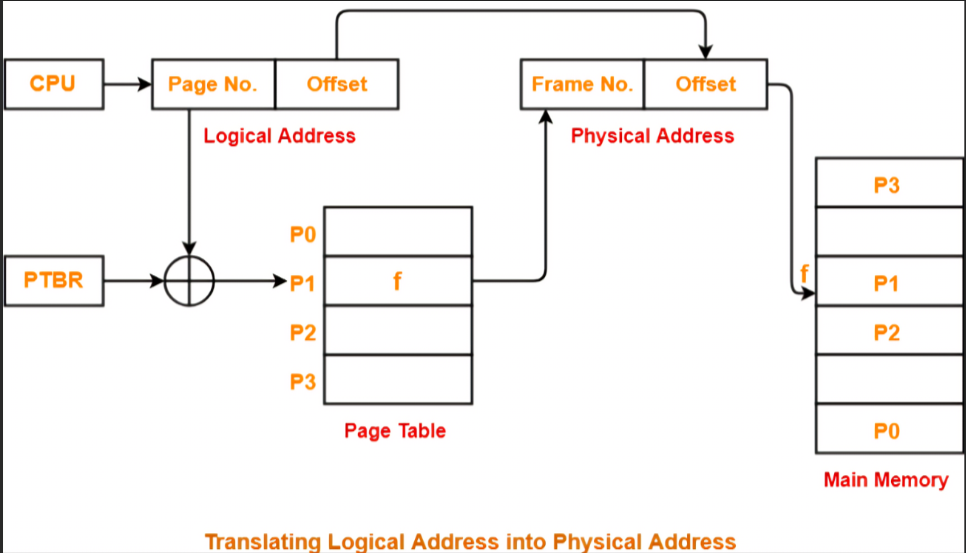 CPU
Page No.
Offset
Frame No.
Offset
Logical Address
Physical Address
P3
P0
PTBR
P1
f
f
P1
P2
P2
P3
Page Table
P0
Main Memory
Translating Logical Address into Physical Address